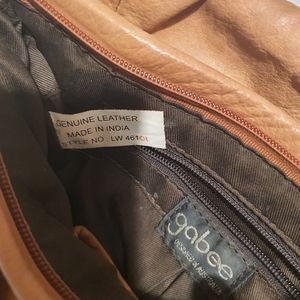 GENUINE LEATHER
MADE IN INDIA
STYLE NO : LW 46101
gabee